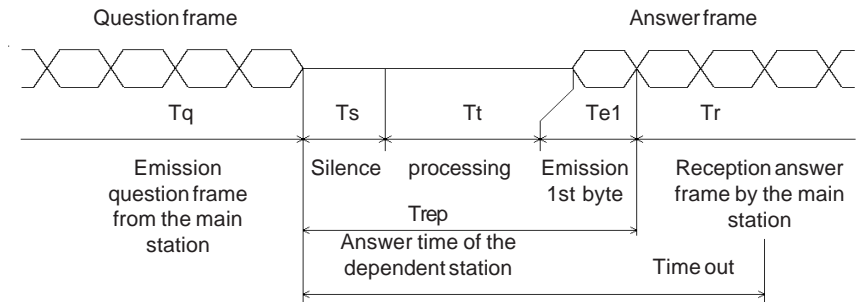 Question frame
Answer frame
Tq
Ts
Tt
Te1
Tr
Emission
question frame
from the main
station
Silence
processing
Emission
1st byte
Reception answer
frame by the main
station
Trep
Answer time of the
dependent station
Time out